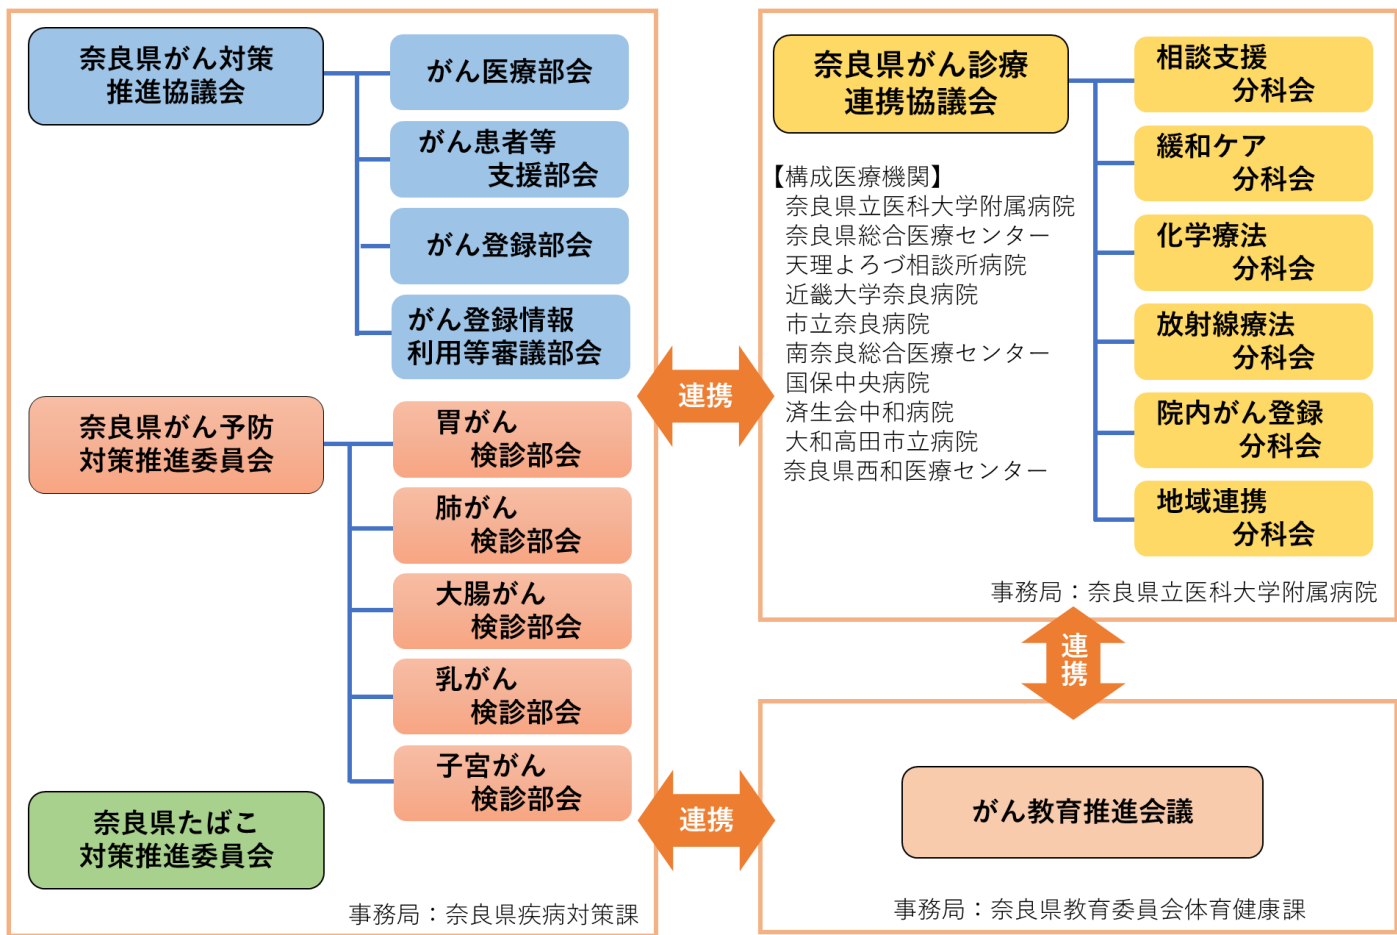 奈良県がん対策
推進協議会
がん医療部会
がん患者等
支援部会
がん登録部会
がん登録情報
利用等審議部会
奈良県がん予防
対策推進委員会
胃がん
検診部会
肺がん
検診部会
大腸がん
検診部会
乳がん
検診部会
子宮がん
検診部会
奈良県たばこ
対策推進委員会
事務局：奈良県疾病対策課
連携
連携
奈良県がん診療
連携協議会
【構成医療機関】
奈良県立医科大学附属病院
奈良県総合医療センター
天理よろづ相談所病院
近畿大学奈良病院
市立奈良病院
南奈良総合医療センター
国保中央病院
済生会中和病院
大和高田市立病院
奈良県西和医療センター
相談支援
分科会
緩和ケア
分科会
化学療法
分科会
放射線療法
分科会
院内がん登録
分科会
地域連携
分科会
事務局：奈良県立医科大学附属病院
連携
がん教育推進会議
事務局：奈良県教育委員会体育健康課